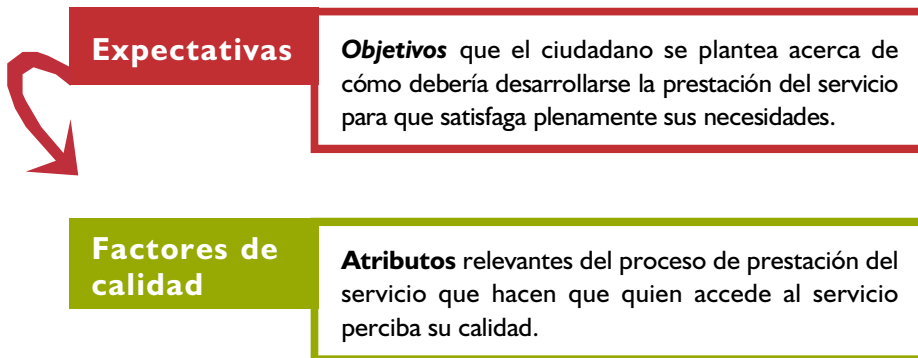 Expectativas
Objetivos que el ciudadano se plantea acerca de
cómo debería desarrollarse la prestación del servicio
para que satisfaga plenamente sus necesidades.
Factores de
calidad
Atributos relevantes del proceso de prestación del
servicio que hacen que quien accede al servicio
perciba su calidad.